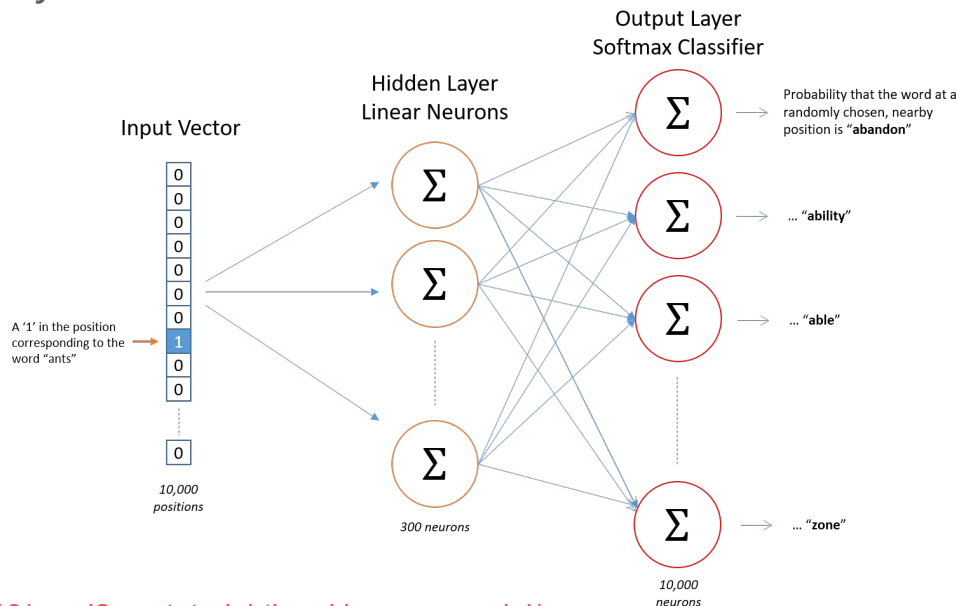 Output Layer
Softmax Classifier
Hidden Layer
Linear Neurons
Input Vector
0
0
0
0
0
0
0
1
0
0
0
A ‘1’ in the position
corresponding to the
word “ants”
10,000
positions
Σ
Σ
Σ
300 neurons
Σ
Σ
Σ
Σ
Probability that the word at a
randomly chosen, nearby
position is “abandon”
... “ability”
... “able”
... “zone”
10,000
neurons